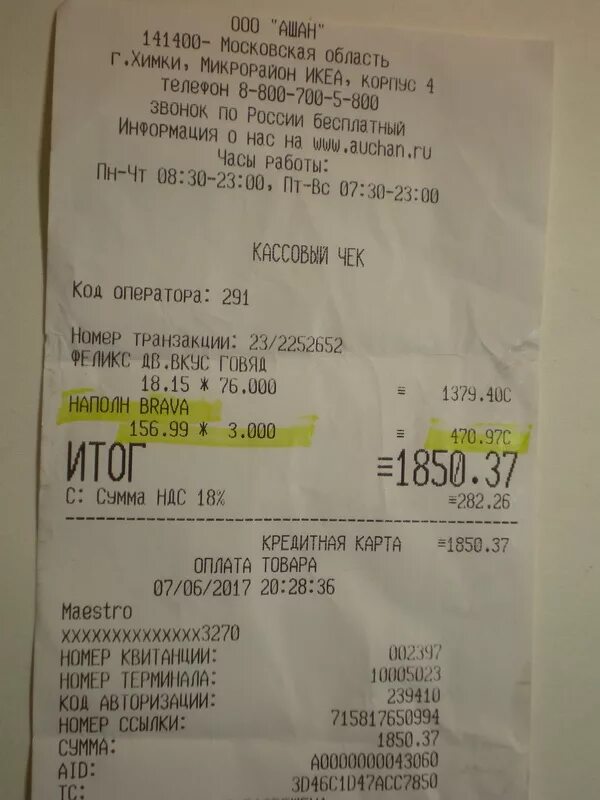 ООО "АШАН"
141400- Московская область
г.Химки, Микрорайон ИКЕА, корпус 4
телефон 8-800-700-5-800
звонок по России бесплатный
Информация о нас на www.auchan.ru
Часы работы:
Пн-Чт 08:30-23:00, Пт-Вс 07:30-23:00
КАССОВЫЙ ЧЕК
Код оператора: 291
Номер транзакции: 23/2252652
ФЕЛИКС ДВ.ВКУС ГОВЯД
18.15 * 76.000 = 1379.40С
НАПОЛН BRAVA
156.99 * 3.000 = 470.97С
ИТОГ =1850.37
С: Сумма НДС 18% =282.26
КРЕДИТНАЯ КАРТА =1850.37
ОПЛАТА ТОВАРА
07/06/2017 20:28:36
Maestro
xxxxxxxxxxxxxx3270
НОМЕР КВИТАНЦИИ: 002397
НОМЕР ТЕРМИНАЛА: 10005023
КОД АВТОРИЗАЦИИ: 239410
НОМЕР ССЫЛКИ: 715817650994
СУММА: 1850.37
AID: A0000000043060
TC: 3D46C1D47ACC7850